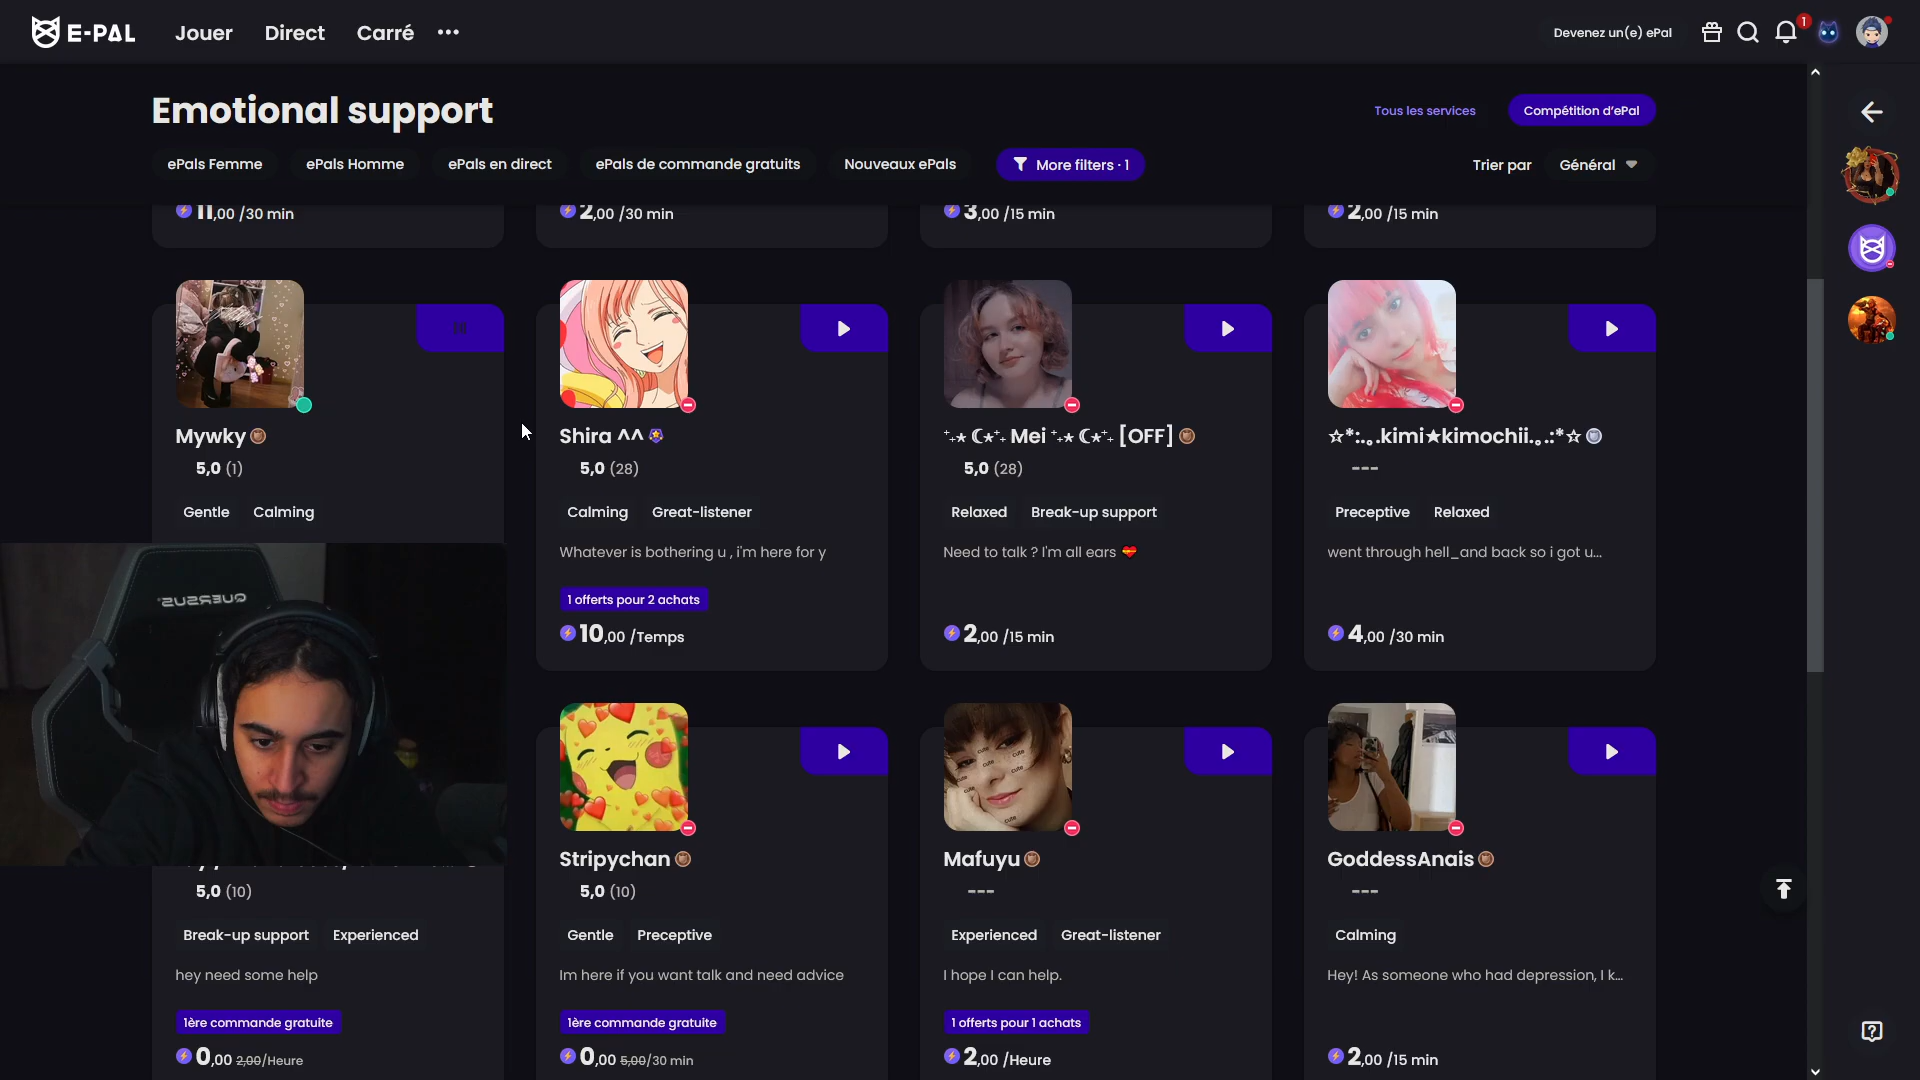 E-PAL
Jouer
Direct
Carré
Devenez un(e) ePal
1
Emotional support
Tous les services
Compétition d'ePal
ePals Femme
ePals Homme
ePals en direct
ePals de commande gratuits
Nouveaux ePals
More filters · 1
Trier par
Général
11,00 /30 min
2,00 /30 min
3,00 /15 min
2,00 /15 min
Mywky
5,0 (1)
Gentle
Calming
Shira ^^
5,0 (28)
Calming
Great-listener
Whatever is bothering u , i'm here for y
1 offerts pour 2 achats
10,00 /Temps
⁺₊⋆ ☾⋆⁺₊ Mei ⁺₊⋆ ☾⋆⁺₊ [OFF]
5,0 (28)
Relaxed
Break-up support
Need to talk ? I'm all ears 💝
2,00 /15 min
☆*:.｡.kimi★kimochii.｡.:*☆
---
Preceptive
Relaxed
went through hell_and back so i got u...
4,00 /30 min
QUERSUS
5,0 (10)
Break-up support
Experienced
hey need some help
1ère commande gratuite
0,00 2,00/Heure
Stripychan
5,0 (10)
Gentle
Preceptive
Im here if you want talk and need advice
1ère commande gratuite
0,00 5,00/30 min
cute
cute
cute
cute
cute
cute
Mafuyu
---
Experienced
Great-listener
I hope I can help.
1 offerts pour 1 achats
2,00 /Heure
GoddessAnais
---
Calming
Hey! As someone who had depression, I k...
2,00 /15 min